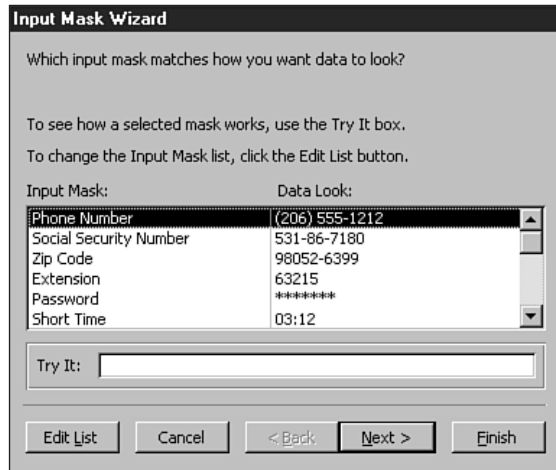 Input Mask Wizard
Which input mask matches how you want data to look?
To see how a selected mask works, use the Try It box.
To change the Input Mask list, click the Edit List button.
Input Mask: Data Look:
Phone Number (206) 555-1212
Social Security Number 531-86-7180
Zip Code 98052-6399
Extension 63215
Password *******
Short Time 03:12
Try It:
Edit List Cancel < Back Next > Finish